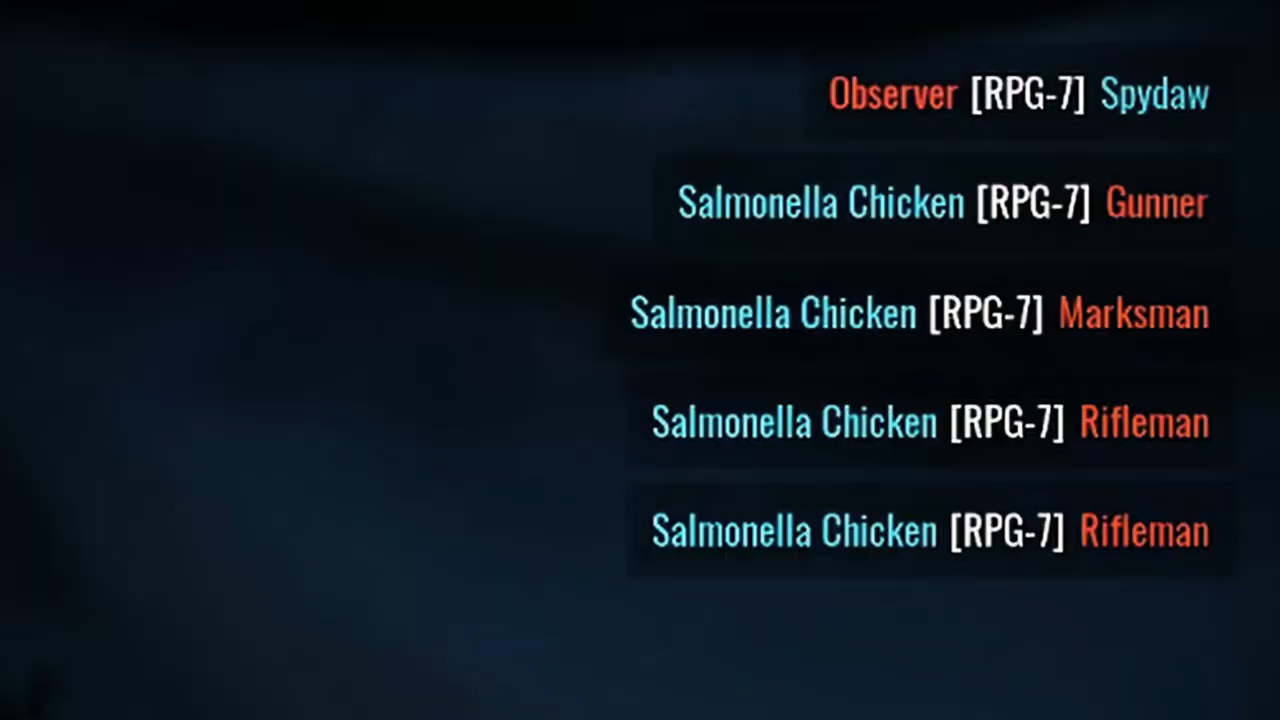 Observer [RPG-7] Spydaw
Salmonella Chicken [RPG-7] Gunner
Salmonella Chicken [RPG-7] Marksman
Salmonella Chicken [RPG-7] Rifleman
Salmonella Chicken [RPG-7] Rifleman